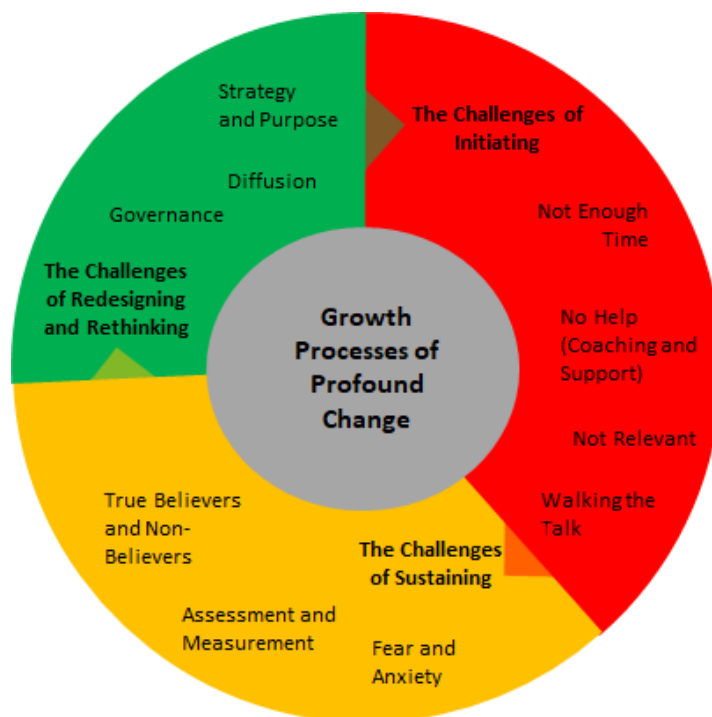 Strategy
and Purpose
Diffusion
Governance
The Challenges
of Redesigning
and Rethinking
The Challenges of
Initiating
Not Enough
Time
No Help
(Coaching and
Support)
Not Relevant
Walking the
Talk
Growth
Processes of
Profound
Change
The Challenges
of Sustaining
Fear and
Anxiety
Assessment and
Measurement
True Believers
and Non-
Believers